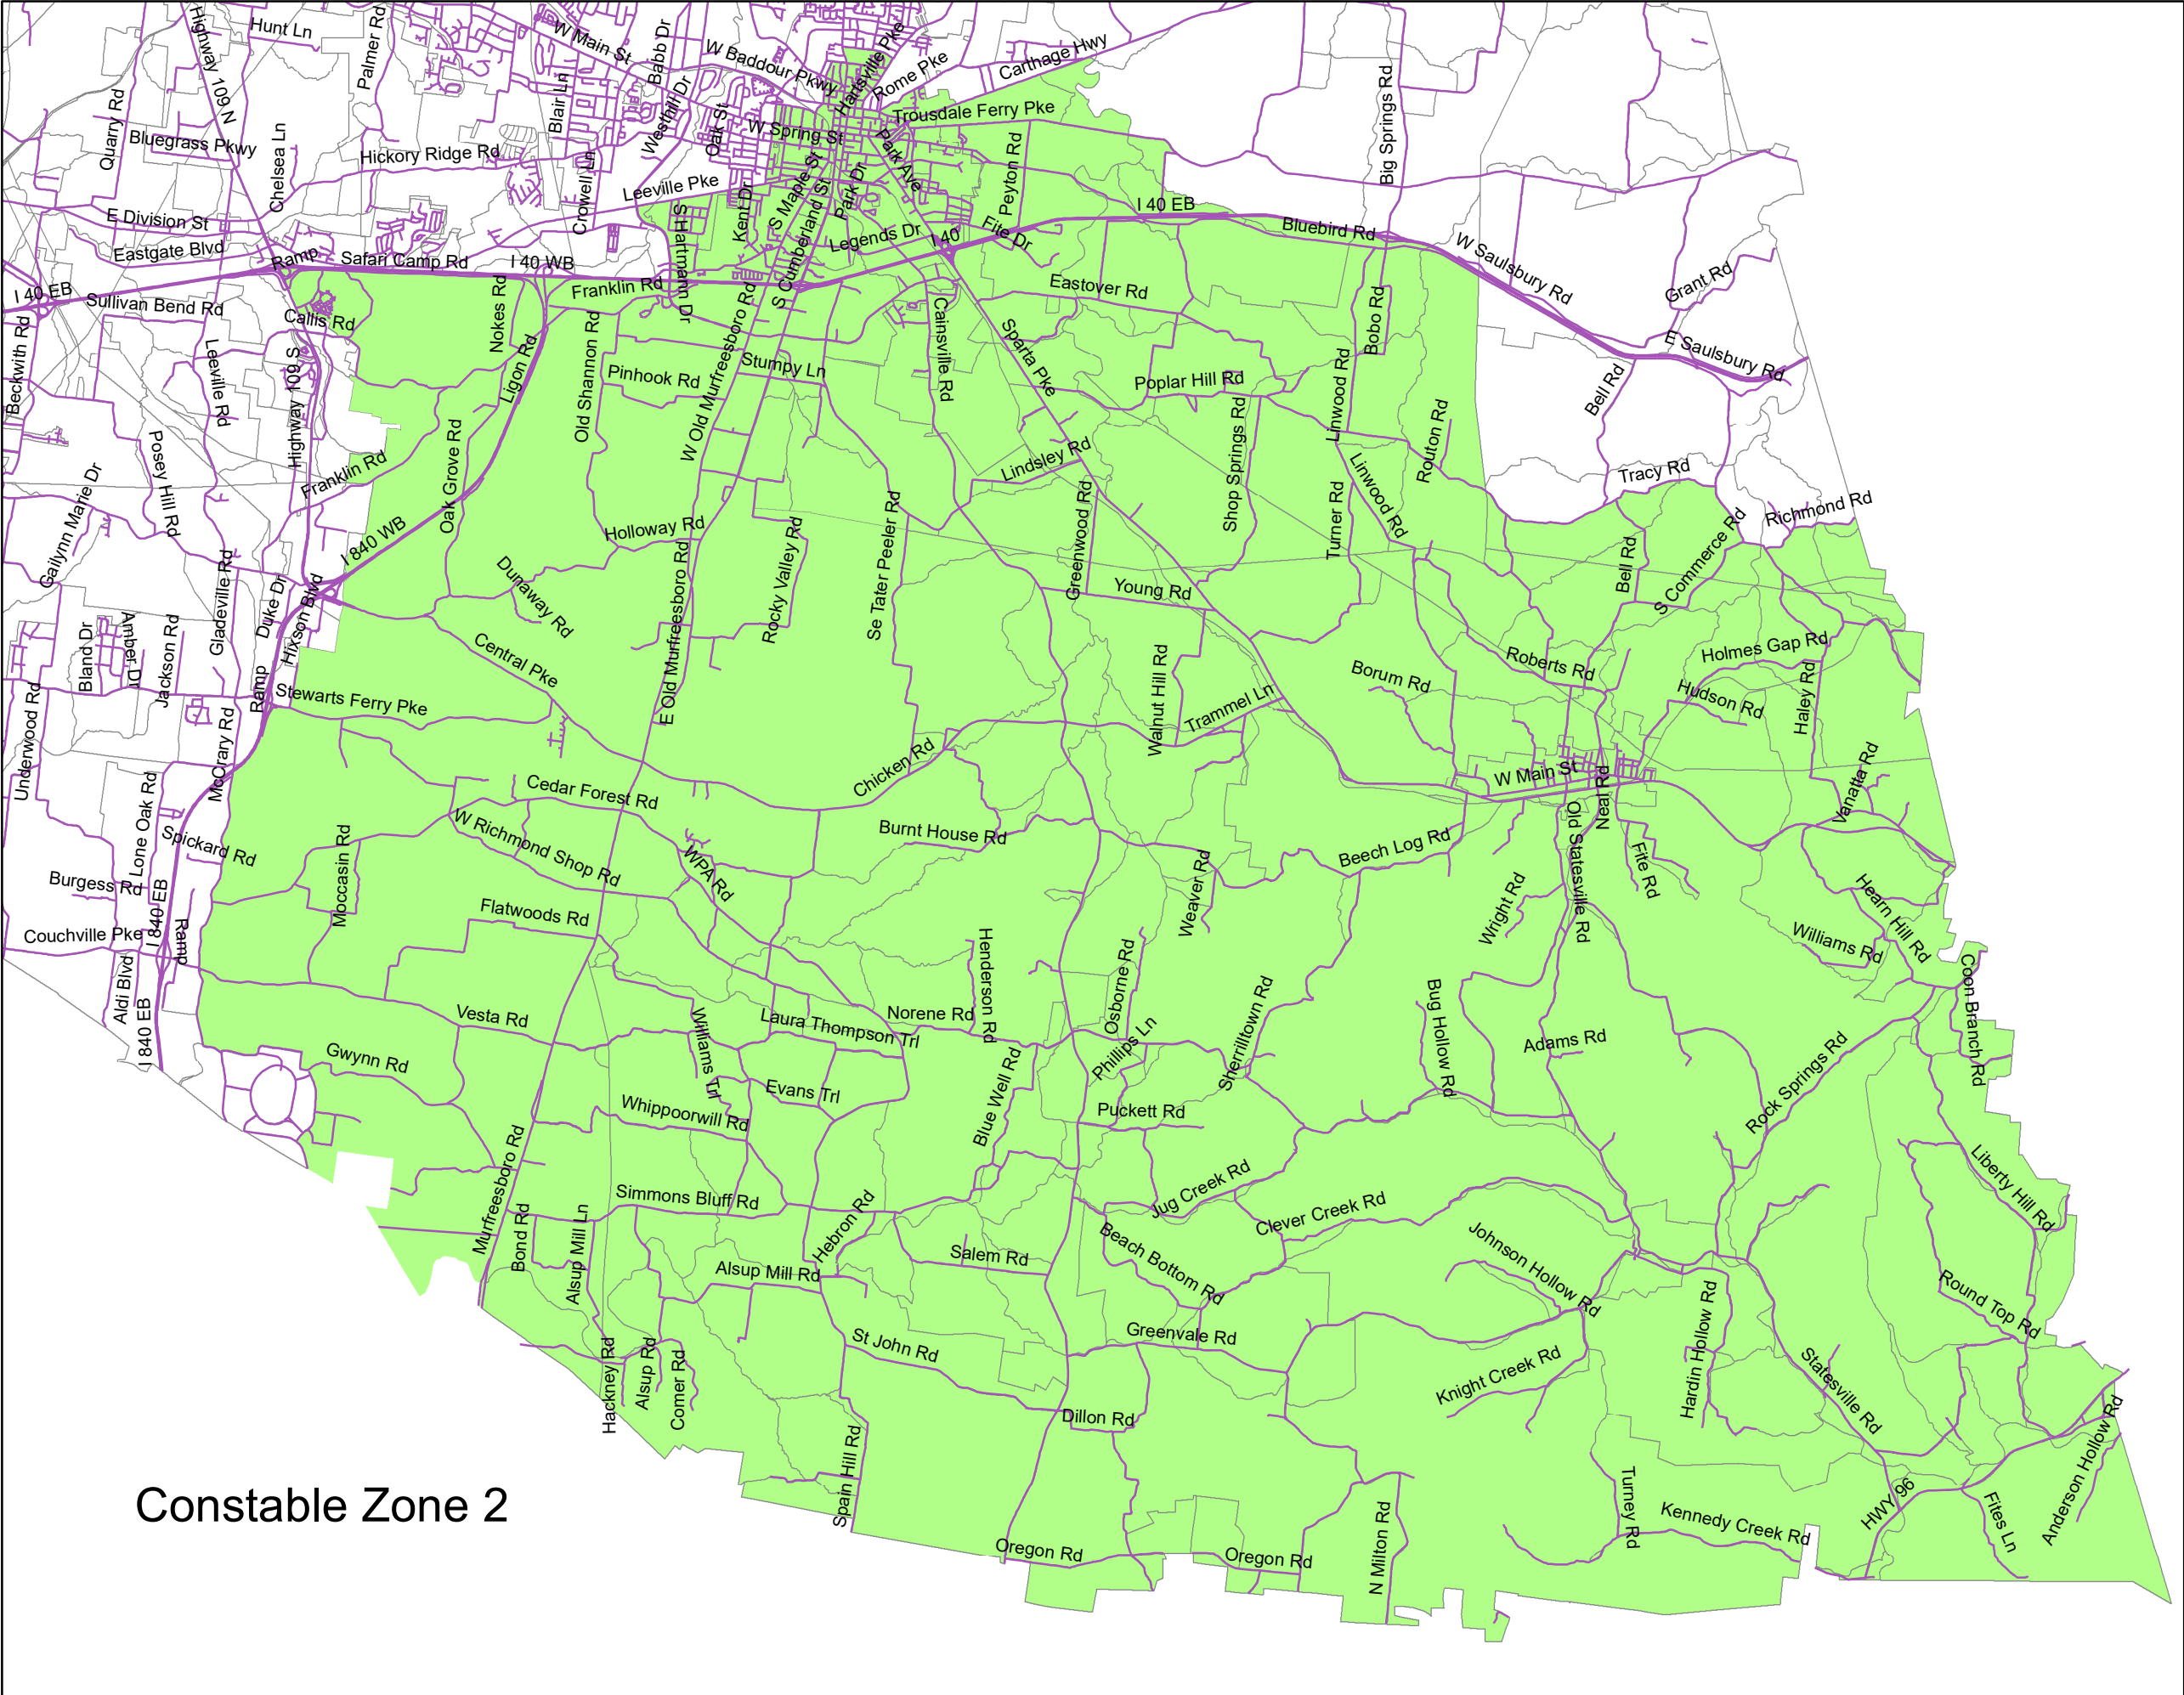 Hunt Ln
Highway 109 N
Palmer Rd
W Main St
Babb Dr
W Baddour Pkwy
Hartsville Pke
Rome Pke
Carthage Hwy
Quarry Rd
Bluegrass Pkwy
Chelsea Ln
Hickory Ridge Rd
Blair Ln
Westhill Dr
Oak St
W Spring St
Trousdale Ferry Pke
Park Ave
Peyton Rd
Big Springs Rd
Crowell Ln
Leeville Pke
Kent Dr
S Maple St
S Cumberland St
Park Dr
E Division St
Eastgate Blvd
Ramp
Safari Camp Rd
I 40 WB
S Hartmann Dr
Legends Dr
I 40
Fite Dr
I 40 EB
Bluebird Rd
W Saulsbury Rd
Grant Rd
I 40 EB
Sullivan Bend Rd
Callis Rd
Nokes Rd
Franklin Rd
Eastover Rd
Bobo Rd
E Saulsbury Rd
Beckwith Rd
Leeville Rd
Highway 109 S
Ligon Rd
Old Shannon Rd
Pinhook Rd
W Old Murfreesboro Rd
Stumpy Ln
Cainsville Rd
Sparta Pke
Poplar Hill Rd
Linwood Rd
Bell Rd
Gailynn Marie Dr
Posey Hill Rd
Franklin Rd
Oak Grove Rd
Lindsley Rd
Shop Springs Rd
Routon Rd
Linwood Rd
Tracy Rd
Richmond Rd
I 840 WB
Holloway Rd
Rocky Valley Rd
Se Tater Peeler Rd
Greenwood Rd
Turner Rd
Bell Rd
S Commerce Rd
Dunaway Rd
Young Rd
Gladeville Rd
Duke Dr
Hixson Blvd
Bland Dr
Amber Dr
Jackson Rd
Central Pke
E Old Murfreesboro Rd
Walnut Hill Rd
Trammel Ln
Borum Rd
Roberts Rd
Holmes Gap Rd
Hudson Rd
Haley Rd
Underwood Rd
Ramp
Stewarts Ferry Pke
McCrary Rd
Chicken Rd
W Main St
Neal Rd
Vanatta Rd
Cedar Forest Rd
Lone Oak Rd
Spickard Rd
Moccasin Rd
W Richmond Shop Rd
WPA Rd
Burnt House Rd
Weaver Rd
Beech Log Rd
Old Statesville Rd
Fite Rd
Burgess Rd
I 840 EB
Ramp
Flatwoods Rd
Wright Rd
Hearn Hill Rd
Williams Rd
Couchville Pke
Aldi Blvd
I 840 EB
Henderson Rd
Osborne Rd
Sherrilltown Rd
Bug Hollow Rd
Coon Branch Rd
Vesta Rd
Williams Trl
Laura Thompson Trl
Norene Rd
Phillips Ln
Adams Rd
Gwynn Rd
Evans Trl
Blue Well Rd
Rock Springs Rd
Whippoorwill Rd
Puckett Rd
Murfreesboro Rd
Simmons Bluff Rd
Jug Creek Rd
Clever Creek Rd
Liberty Hill Rd
Bond Rd
Alsup Mill Ln
Hebron Rd
Salem Rd
Beach Bottom Rd
Johnson Hollow Rd
Alsup Mill Rd
Hardin Hollow Rd
Round Top Rd
Hackney Rd
Alsup Rd
Comer Rd
St John Rd
Greenvale Rd
Knight Creek Rd
Statesville Rd
Dillon Rd
Spain Hill Rd
Anderson Hollow Rd
Constable Zone 2
Oregon Rd
Oregon Rd
N Milton Rd
Turney Rd
Kennedy Creek Rd
HWY 96
Fites Ln